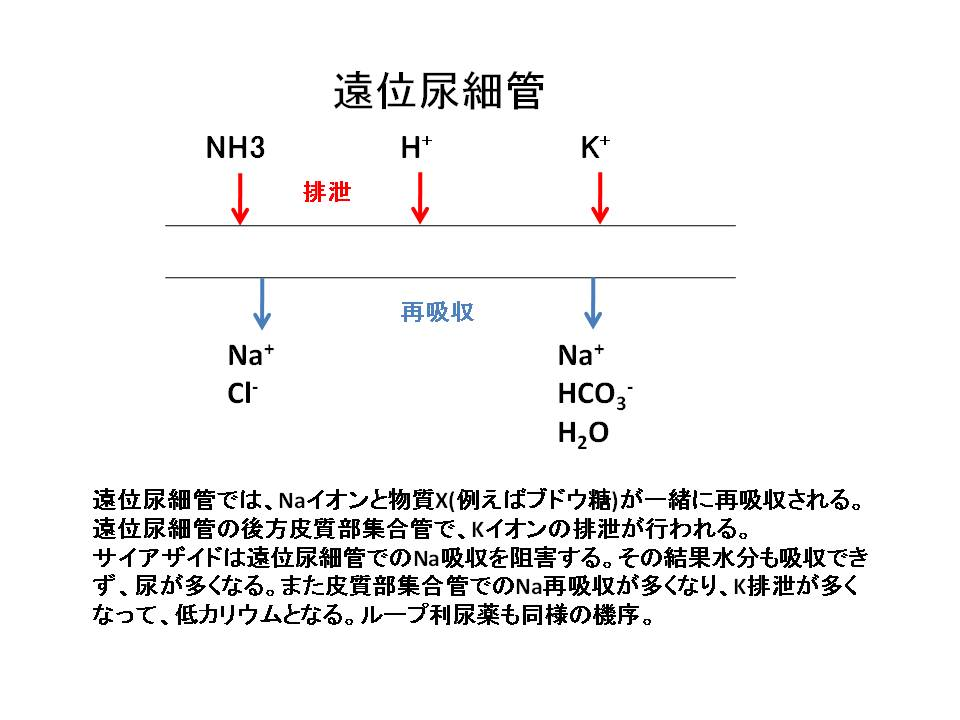 遠位尿細管
NH3 H⁺ K⁺
排泄
再吸収
Na⁺ Na⁺
Cl⁻ HCO₃⁻
H₂O
遠位尿細管では、Naイオンと物質X(例えばブドウ糖)が一緒に再吸収される。
遠位尿細管の後方皮質部集合管で、Kイオンの排泄が行われる。
サイアザイドは遠位尿細管でのNa吸収を阻害する。その結果水分も吸収でき
ず、尿が多くなる。また皮質部集合管でのNa再吸収が多くなり、K排泄が多く
なって、低カリウムとなる。ループ利尿薬も同様の機序。